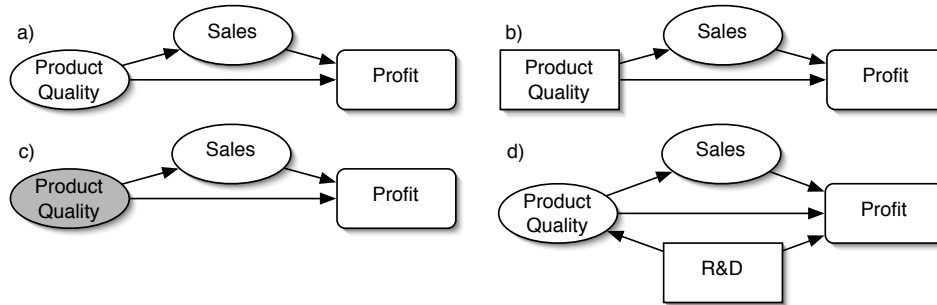 a)
Sales
Product
Quality
Profit
b)
Sales
Product
Quality
Profit
c)
Sales
Product
Quality
Profit
d)
Sales
Product
Quality
Profit
R&D